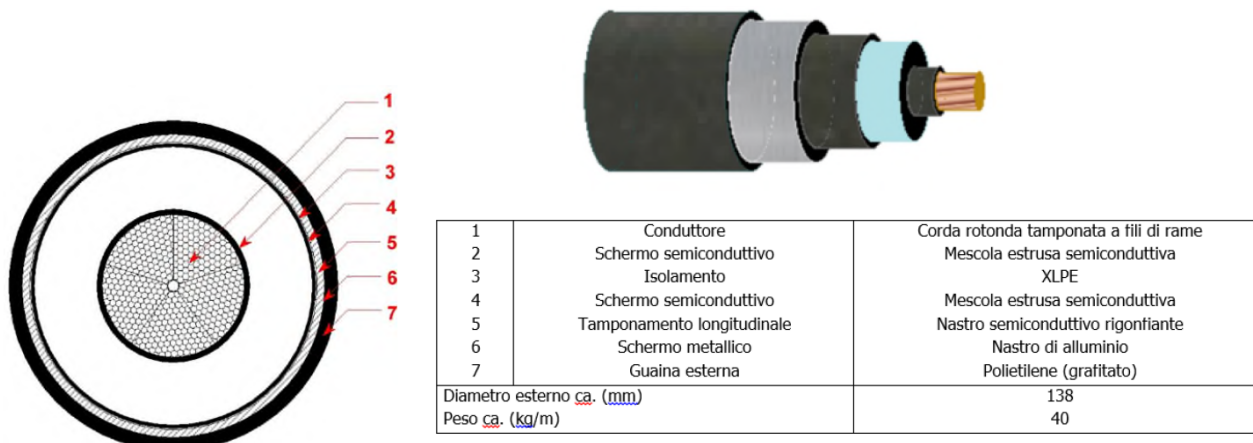 1
2
3
4
5
6
7
1 Conduttore Corda rotonda tamponata a fili di rame
2 Schermo semiconduttivo Mescola estrusa semiconduttiva
3 Isolamento XLPE
4 Schermo semiconduttivo Mescola estrusa semiconduttiva
5 Tamponamento longitudinale Nastro semiconduttivo rigonfiante
6 Schermo metallico Nastro di alluminio
7 Guaina esterna Polietilene (grafitato)
Diametro esterno ca. (mm) 138
Peso ca. (kg/m) 40